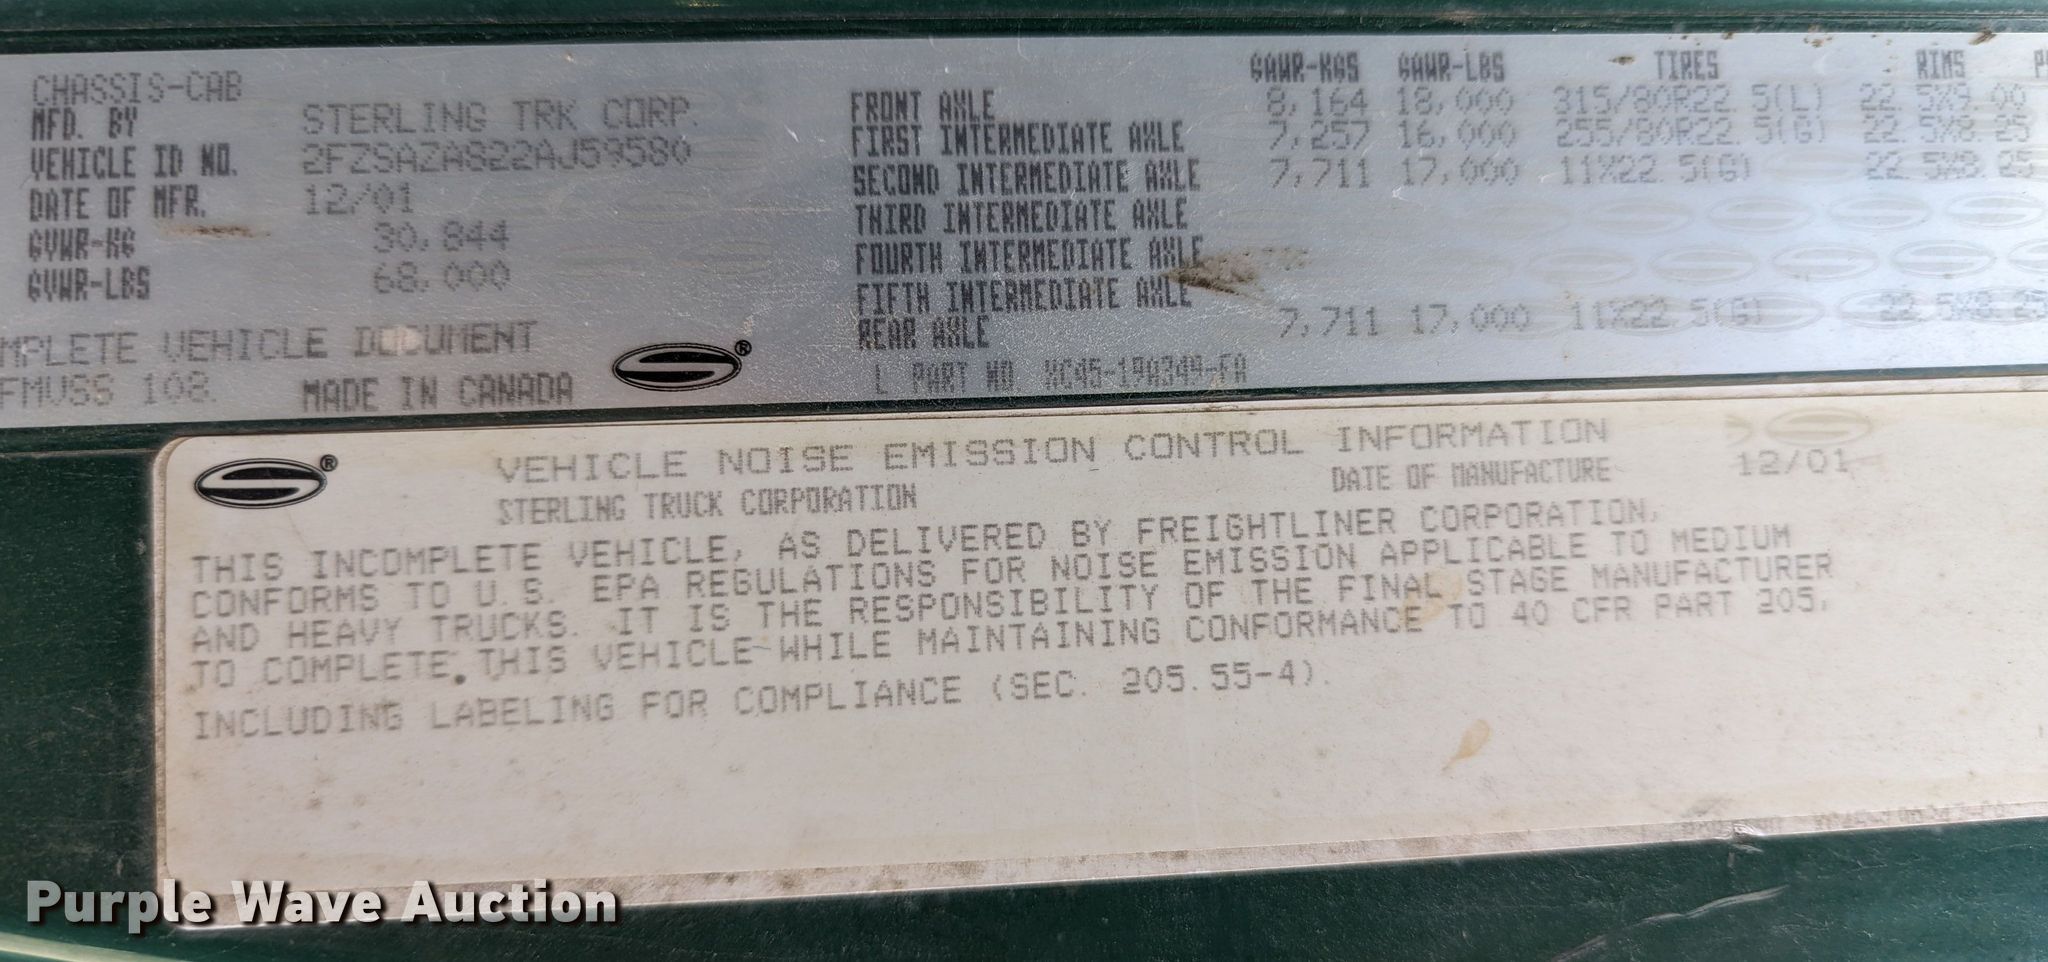 CHASSIS-CAB
MFD. BY STERLING TRK CORP.
VEHICLE ID NO. 2FZSAZAS22AJ59580
DATE OF MFR. 12/01
GVWR-KG 30,844
GVWR-LBS 68,000
MPLETE VEHICLE DOCUMENT
FMVSS 108. MADE IN CANADA
®
GAWR-KGS GAWR-LBS TIRES RIMS
FRONT AXLE 8,164 18,000 315/80R22.5(L) 22.5X9.00
FIRST INTERMEDIATE AXLE 7,257 16,000 255/80R22.5(G) 22.5X8.25
SECOND INTERMEDIATE AXLE 7,711 17,000 11X22.5(G) 22.5X8.25
THIRD INTERMEDIATE AXLE
FOURTH INTERMEDIATE AXLE
FIFTH INTERMEDIATE AXLE
REAR AXLE 7,711 17,000 11X22.5(G) 22.5X8.25
L PART NO. XC45-19A349-EA
®
VEHICLE NOISE EMISSION CONTROL INFORMATION
STERLING TRUCK CORPORATION DATE OF MANUFACTURE 12/01
THIS INCOMPLETE VEHICLE, AS DELIVERED BY FREIGHTLINER CORPORATION,
CONFORMS TO U.S. EPA REGULATIONS FOR NOISE EMISSION APPLICABLE TO MEDIUM
AND HEAVY TRUCKS. IT IS THE RESPONSIBILITY OF THE FINAL STAGE MANUFACTURER
TO COMPLETE THIS VEHICLE WHILE MAINTAINING CONFORMANCE TO 40 CFR PART 205,
INCLUDING LABELING FOR COMPLIANCE (SEC. 205.55-4).
Purple Wave Auction